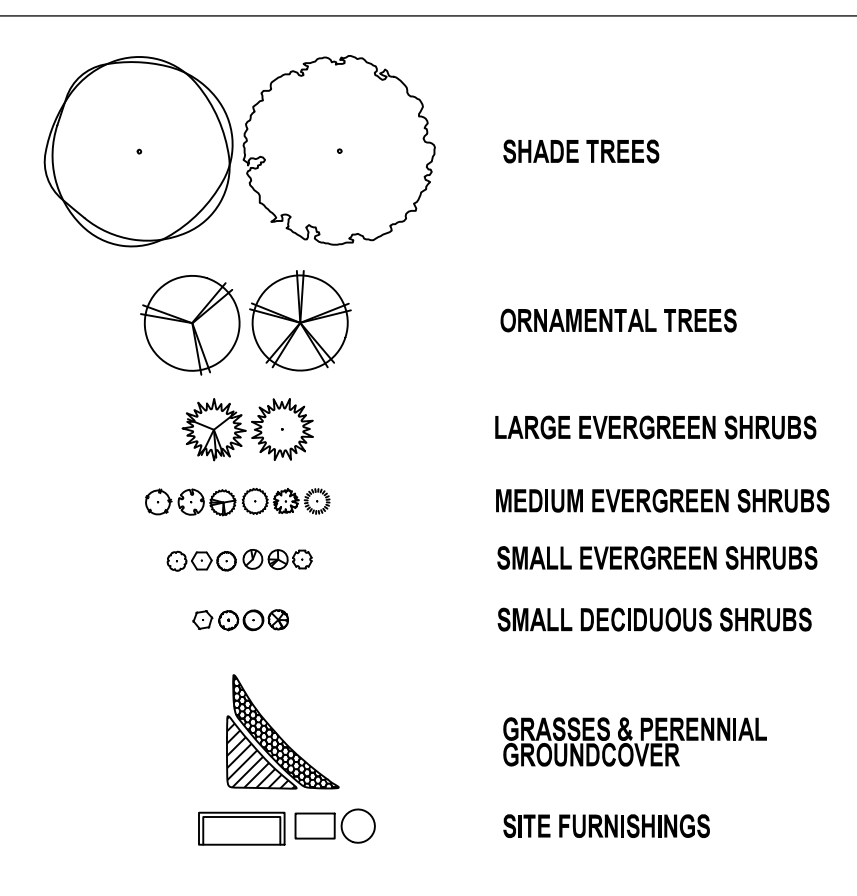 SHADE TREES
ORNAMENTAL TREES
LARGE EVERGREEN SHRUBS
MEDIUM EVERGREEN SHRUBS
SMALL EVERGREEN SHRUBS
SMALL DECIDUOUS SHRUBS
GRASSES & PERENNIAL
GROUNDCOVER
SITE FURNISHINGS